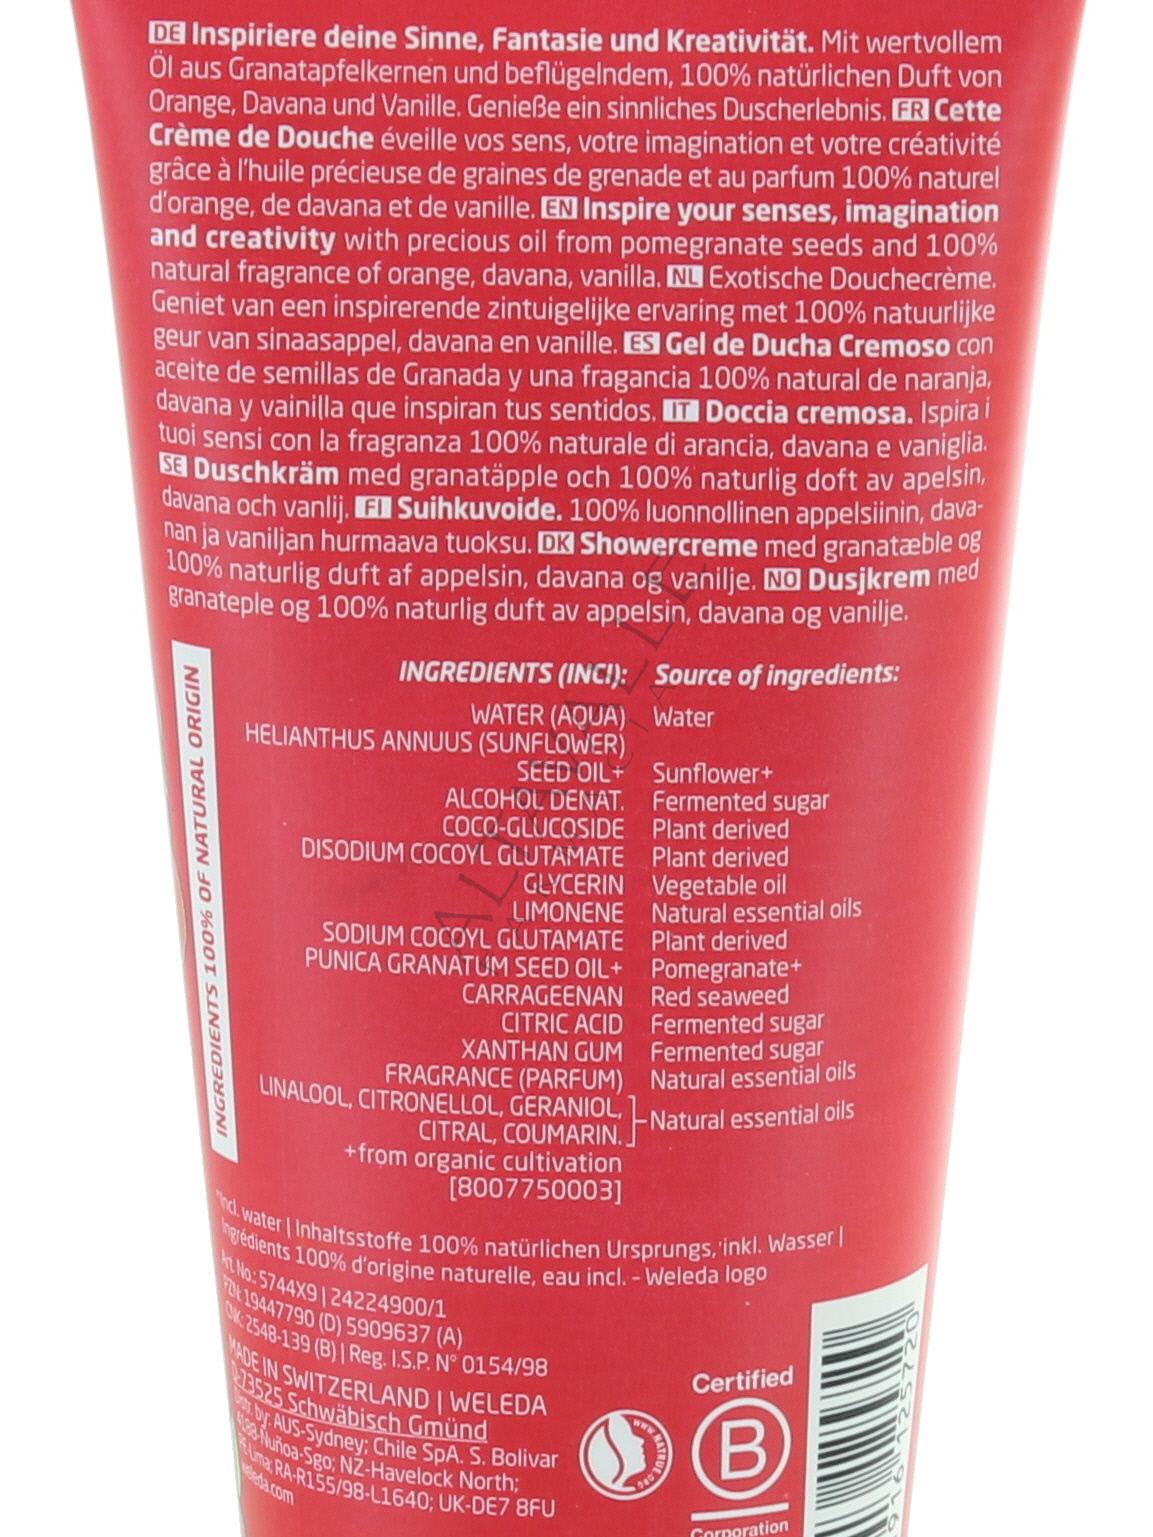 DE Inspiriere deine Sinne, Fantasie und Kreativität. Mit wertvollem
Öl aus Granatapfelkernen und beflügelndem, 100% natürlichen Duft von
Orange, Davana und Vanille. Genieße ein sinnliches Duscherlebnis. FR Cette
Crème de Douche éveille vos sens, votre imagination et votre créativité
grâce à l'huile précieuse de graines de grenade et au parfum 100% naturel
d'orange, de davana et de vanille. EN Inspire your senses, imagination
and creativity with precious oil from pomegranate seeds and 100%
natural fragrance of orange, davana, vanilla. NL Exotische Douchecrème.
Geniet van een inspirerende zintuigelijke ervaring met 100% natuurlijke
geur van sinaasappel, davana en vanille. ES Gel de Ducha Cremoso con
aceite de semillas de Granada y una fragancia 100% natural de naranja,
davana y vainilla que inspiran tus sentidos. IT Doccia cremosa. Ispira i
tuoi sensi con la fragranza 100% naturale di arancia, davana e vaniglia.
SE Duschkräm med granatäpple och 100% naturlig doft av apelsin,
davana och vanlij. FI Suihkuvoide. 100% luonnollinen appelsiinin, dava-
nan ja vaniljan hurmaava tuoksu. DK Showercreme med granatæble og
100% naturlig duft af appelsin, davana og vanilje. NO Dusjkrem med
granateple og 100% naturlig duft av appelsin, davana og vanilje.
INGREDIENTS 100% OF NATURAL ORIGIN
INGREDIENTS (INCI): Source of ingredients:
WATER (AQUA) Water
HELIANTHUS ANNUUS (SUNFLOWER)
SEED OIL+ Sunflower+
ALCOHOL DENAT. Fermented sugar
COCO-GLUCOSIDE Plant derived
DISODIUM COCOYL GLUTAMATE Plant derived
GLYCERIN Vegetable oil
LIMONENE Natural essential oils
SODIUM COCOYL GLUTAMATE Plant derived
PUNICA GRANATUM SEED OIL+ Pomegranate+
CARRAGEENAN Red seaweed
CITRIC ACID Fermented sugar
XANTHAN GUM Fermented sugar
FRAGRANCE (PARFUM) Natural essential oils
LINALOOL, CITRONELLOL, GERANIOL,
CITRAL, COUMARIN. Natural essential oils
+from organic cultivation
[8007750003]
*Incl. water | Inhaltsstoffe 100% natürlichen Ursprungs, inkl. Wasser |
Ingrédients 100% d'origine naturelle, eau incl. - Weleda logo
Art. No.: 5744X9 | 24224900/1
PZN: 19447790 (D) 5909637 (A)
CNK: 2548-139 (B) | Reg. I.S.P. N° 0154/98
MADE IN SWITZERLAND | WELEDA
D-73525 Schwäbisch Gmünd
Distr. by: AUS-Sydney; Chile SpA. S. Bolivar
4188-Nuñoa-Sgo; NZ-Havelock North;
PE Lima: RA-R155/98-L1640; UK-DE7 8FU
weleda.com
WWW.NATRUE.ORG
Certified
B
Corporation
916 125720
ALTAVALLE